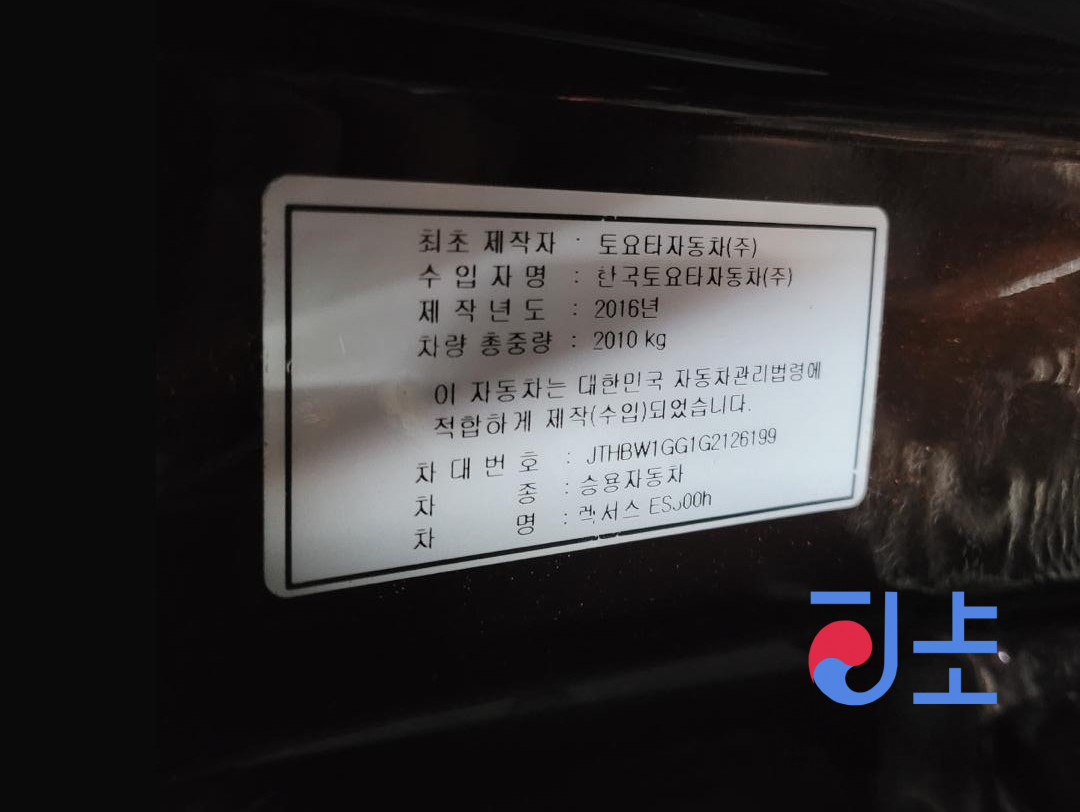 최초 제작자 : 토요타자동차(주)
수 입 자 명 : 한국토요타자동차(주)
제 작 년 도 : 2016년
차량 총중량 : 2010 kg
이 자동차는 대한민국 자동차관리법령에
적합하게 제작(수입)되었습니다.
차 대 번 호 : JTHBW1GG1G2126199
차 종 : 승용자동차
차 명 : 렉서스 ES300h